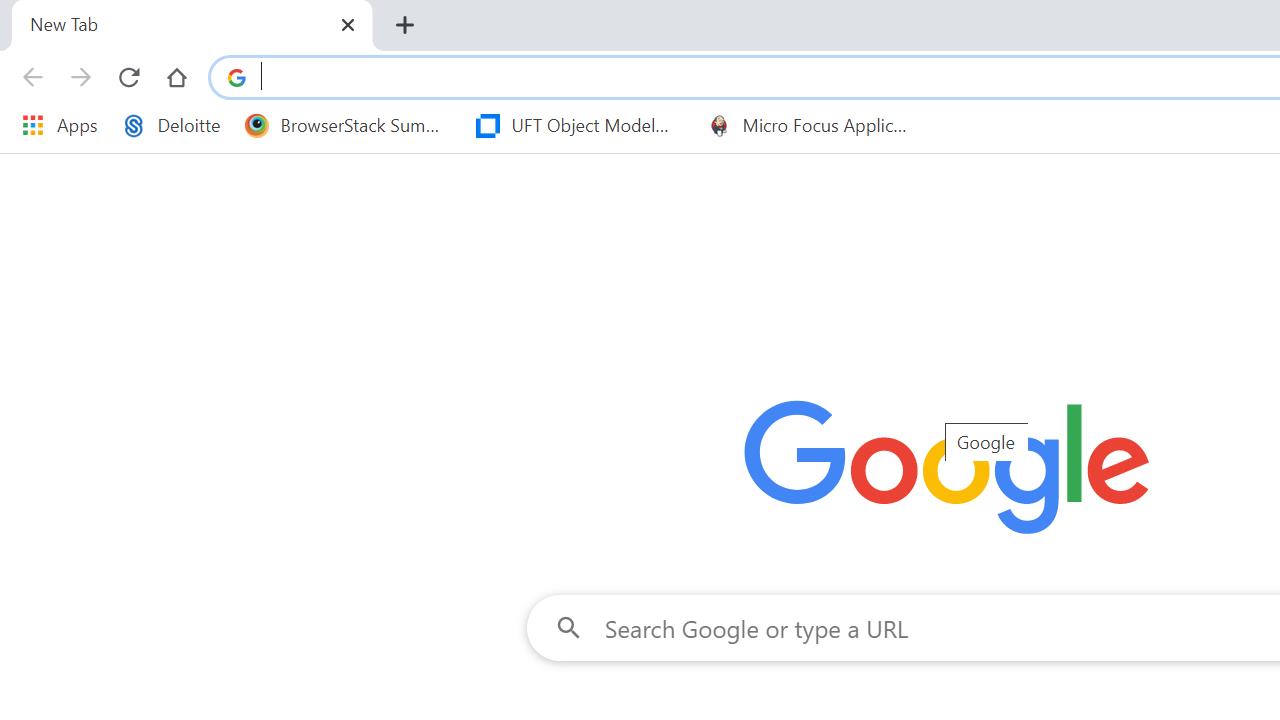 New Tab
Apps Deloitte BrowserStack Sum... UFT Object Model... Micro Focus Applic...
Google
Google
Search Google or type a URL